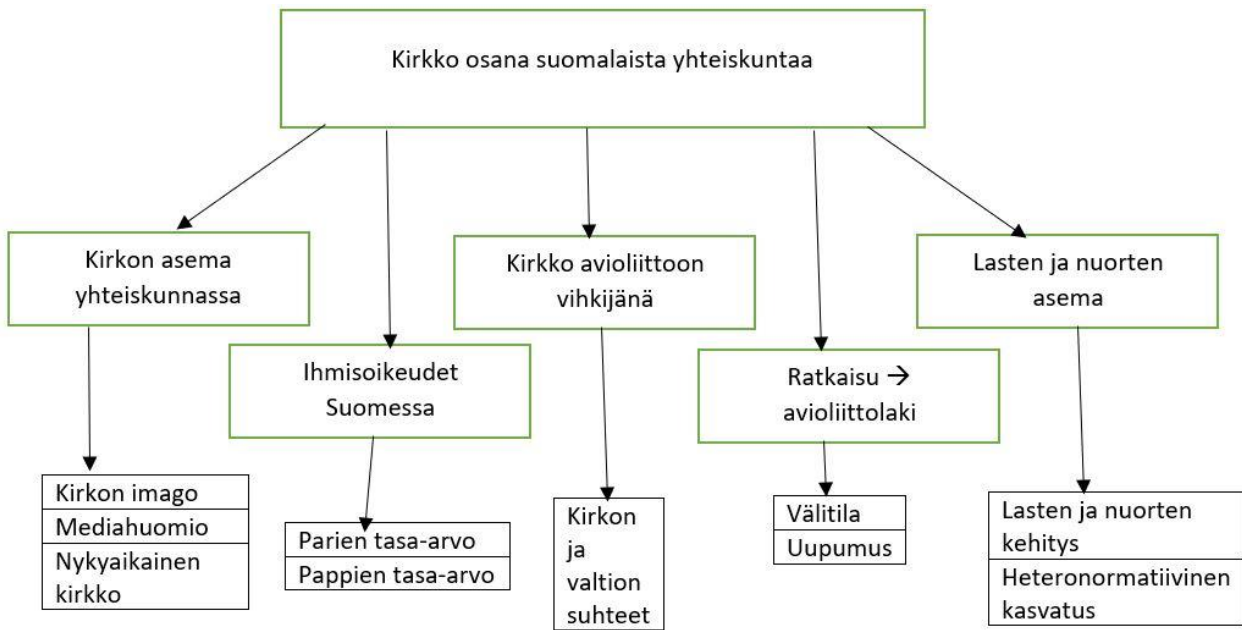 Kirkko osana suomalaista yhteiskuntaa
Kirkon asema
yhteiskunnassa
Kirkko avioliittoon
vihkijänä
Lasten ja nuorten
asema
Ihmisoikeudet
Suomessa
Ratkaisu →
avioliittolaki
Kirkon imago
Mediahuomio
Nykyaikainen
kirkko
Parien tasa-arvo
Pappien tasa-arvo
Kirkon
ja
valtion
suhteet
Välitila
Uupumus
Lasten ja nuorten
kehitys
Heteronormatiivinen
kasvatus